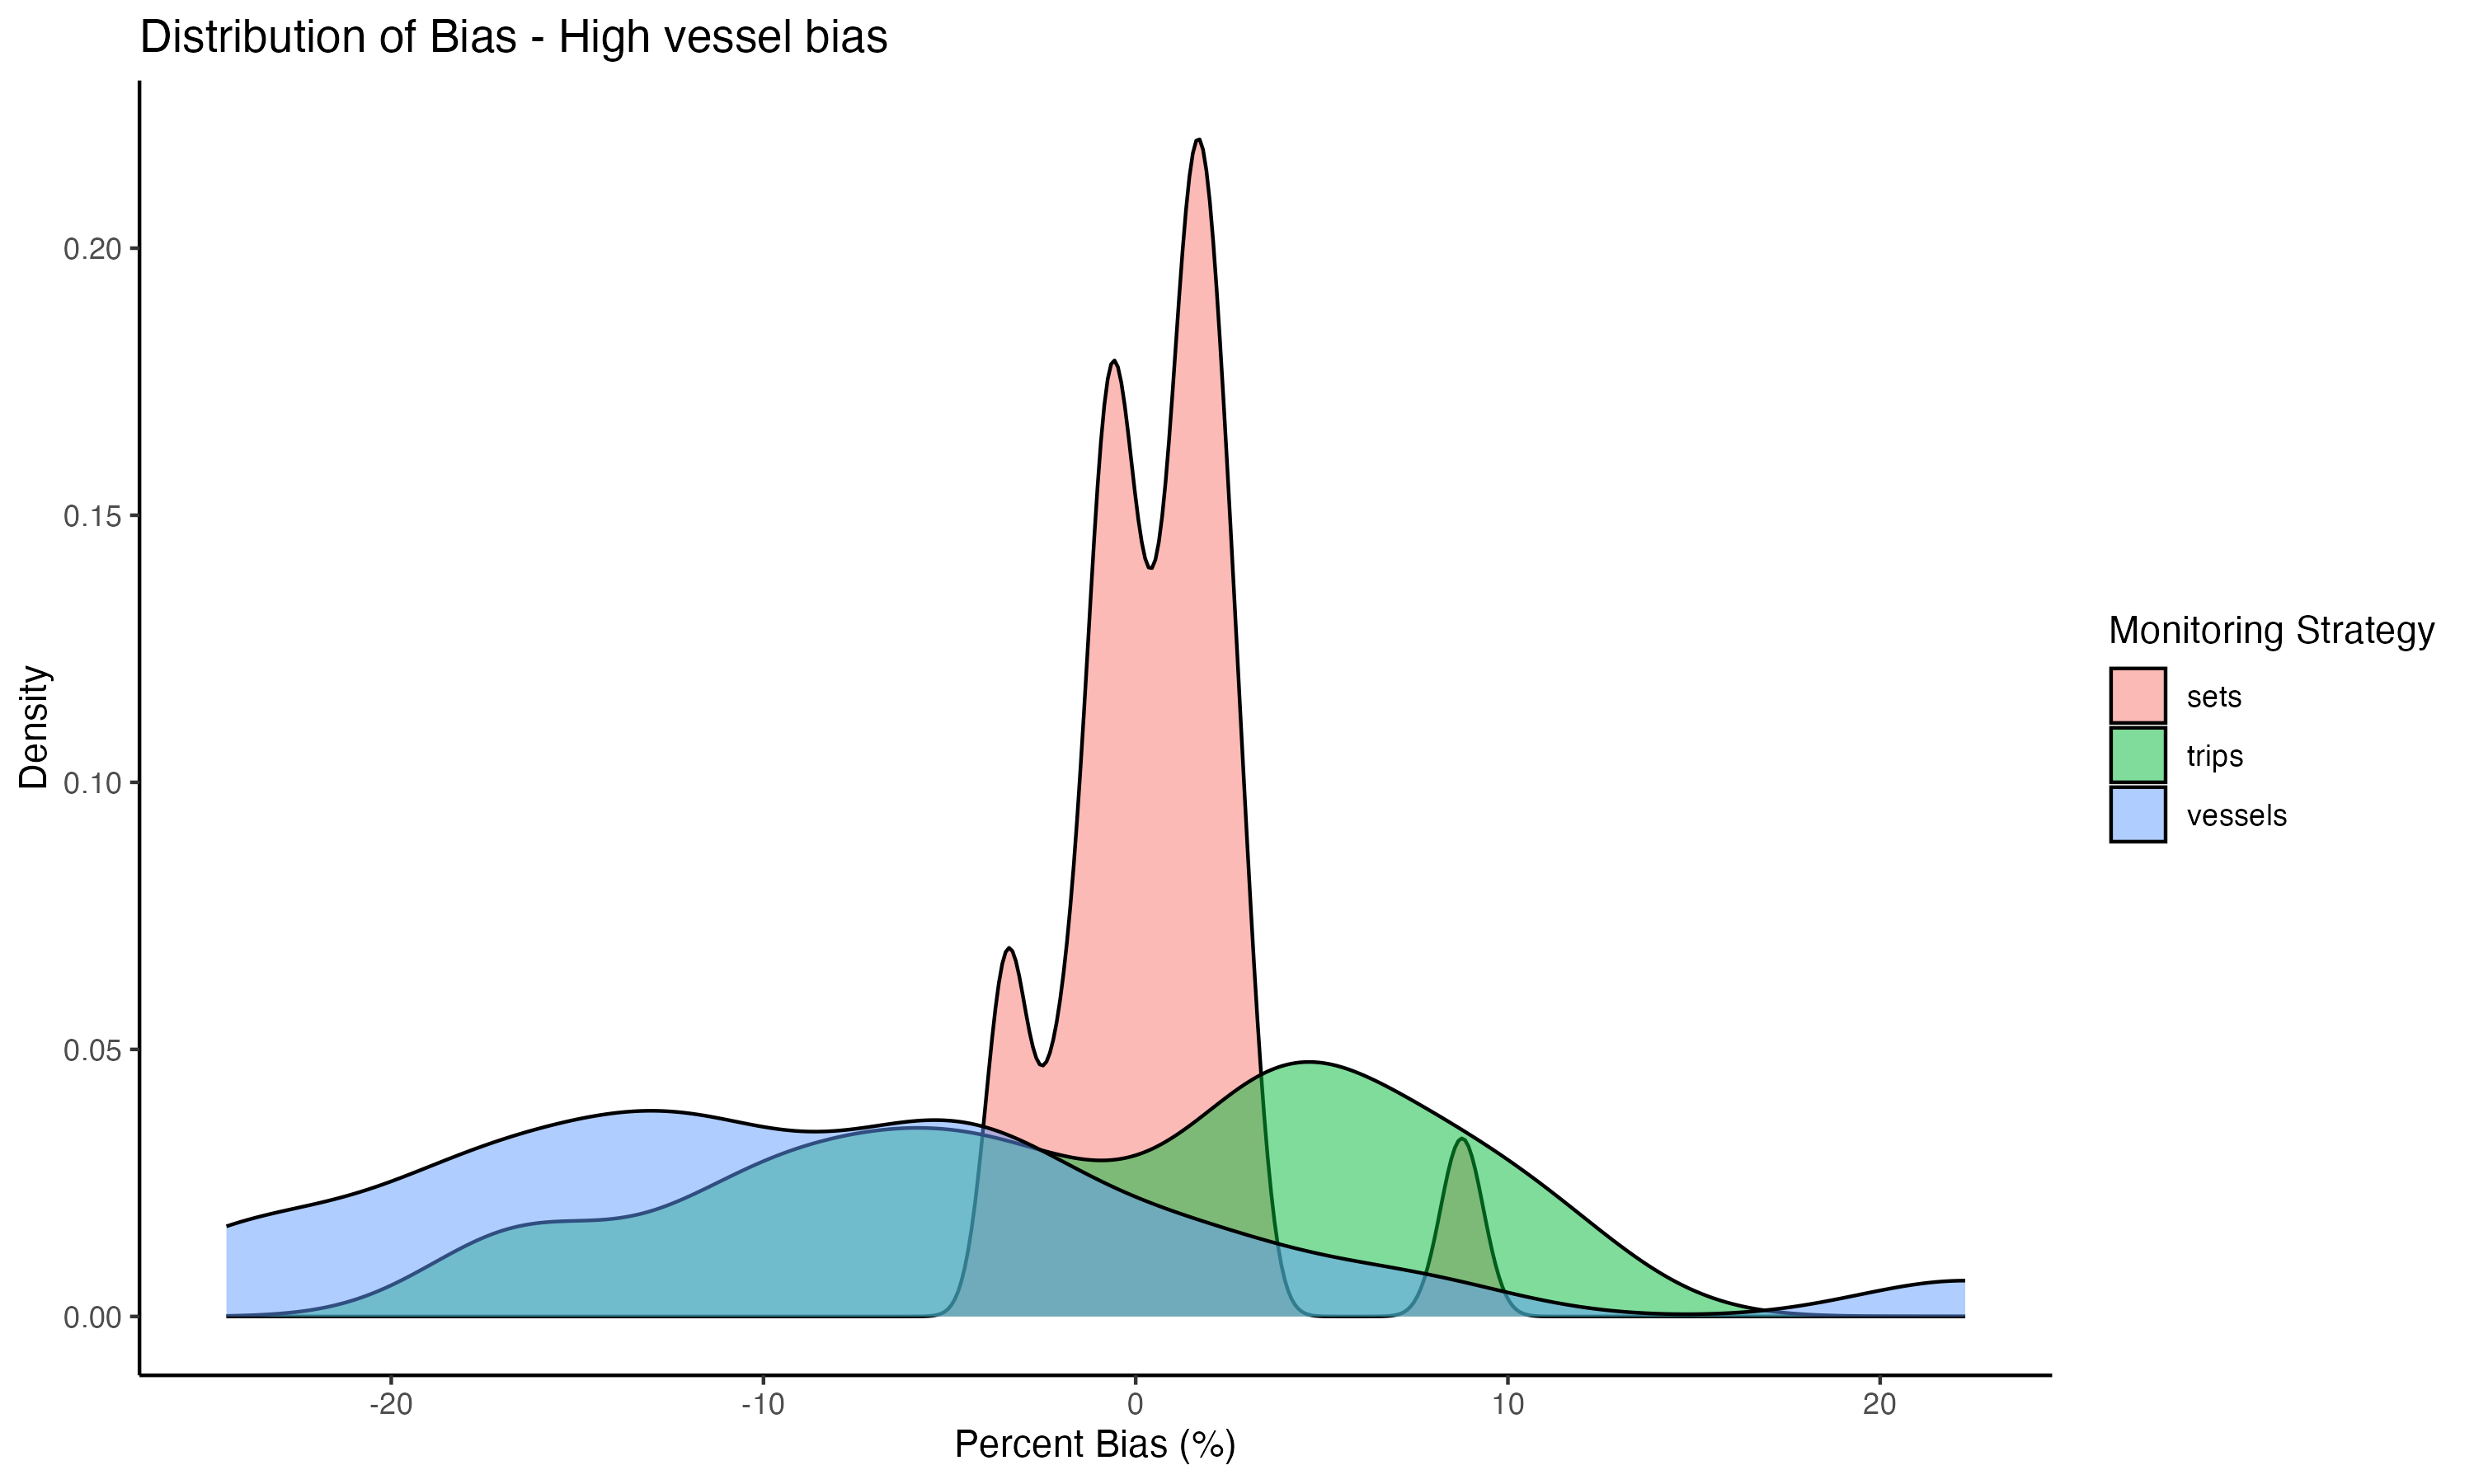 Distribution of Bias - High vessel bias
0.20
0.15
0.10
0.05
0.00
Density
-20 -10 0 10 20
Percent Bias (%)
Monitoring Strategy
sets
trips
vessels